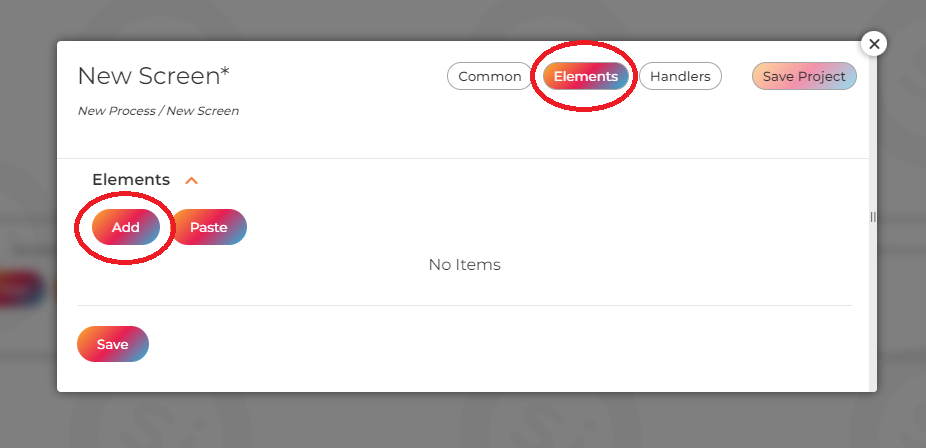 New Screen*
Common Elements Handlers Save Project
New Process / New Screen
Elements
Add Paste
No Items
Save